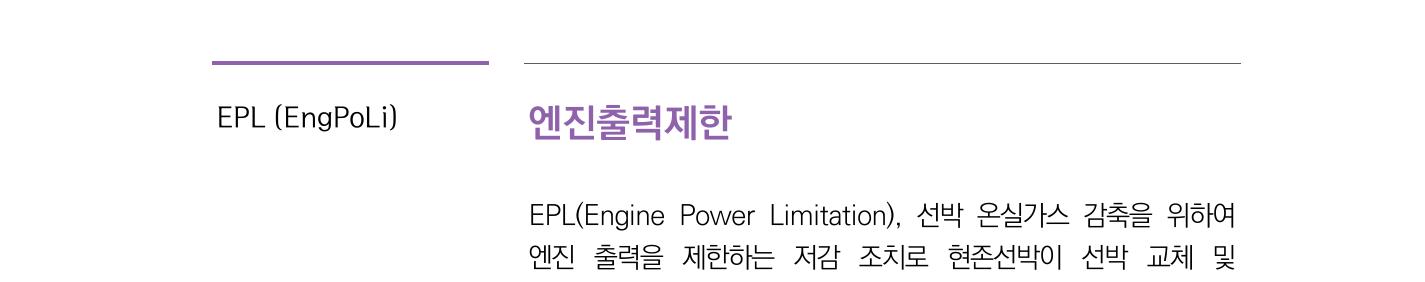 EPL (EngPoLi)
엔진출력제한
EPL(Engine Power Limitation), 선박 온실가스 감축을 위하여
엔진 출력을 제한하는 저감 조치로 현존선박이 선박 교체 및